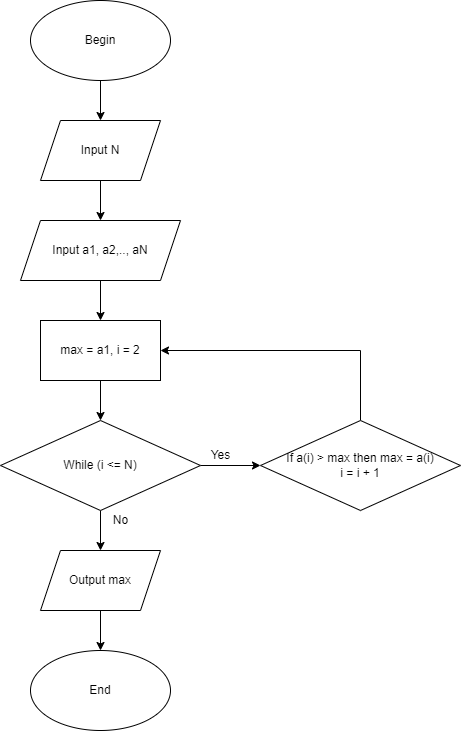 Begin
Input N
Input a1, a2,.., aN
max = a1, i = 2
While (i <= N)
Yes
If a(i) > max then max = a(i)
i = i + 1
No
Output max
End